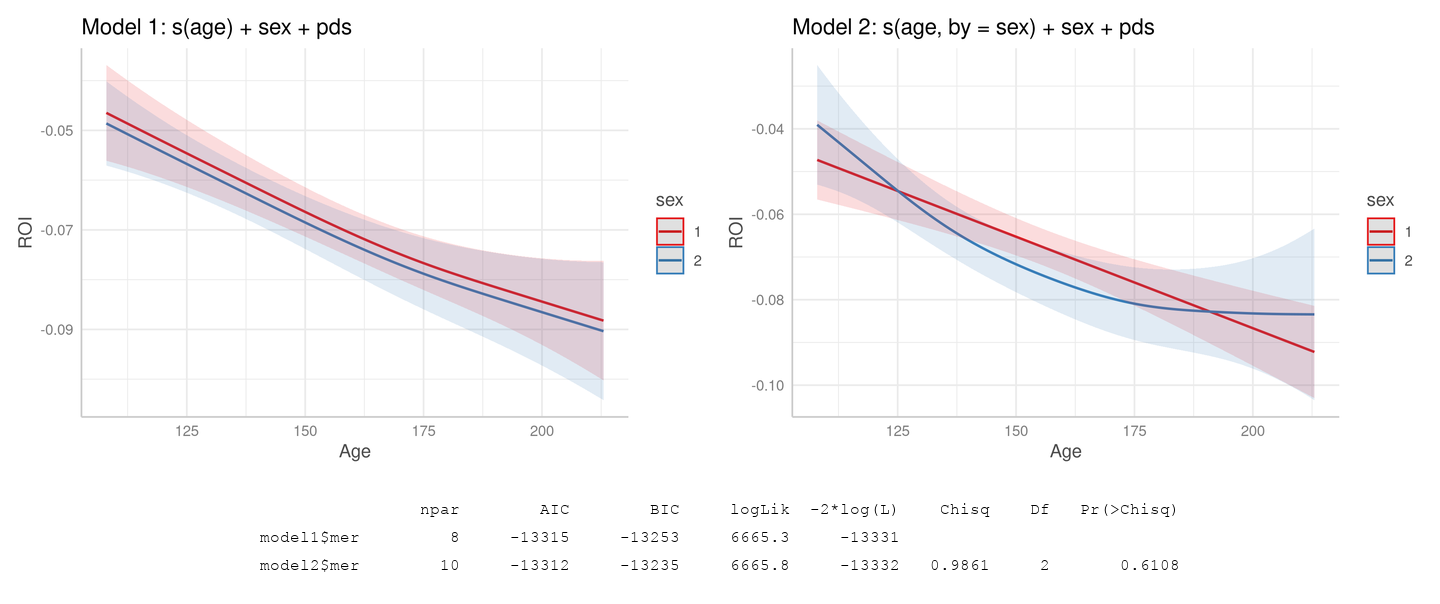 Model 1: s(age) + sex + pds
-0.05
-0.07
-0.09
ROI
125 150 175 200
Age
sex
1
2
Model 2: s(age, by = sex) + sex + pds
-0.04
-0.06
-0.08
-0.10
ROI
125 150 175 200
Age
sex
1
2
npar AIC BIC logLik -2*log(L) Chisq Df Pr(>Chisq)
model1$mer 8 -13315 -13253 6665.3 -13331
model2$mer 10 -13312 -13235 6665.8 -13332 0.9861 2 0.6108